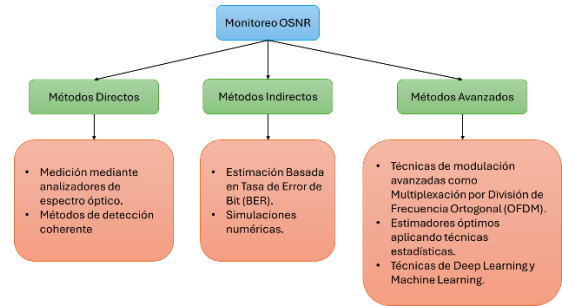 Monitoreo OSNR
Métodos Directos
Métodos Indirectos
Métodos Avanzados
• Medición mediante
analizadores de
espectro óptico.
• Métodos de detección
coherente
• Estimación Basada
en Tasa de Error de
Bit (BER).
• Simulaciones
numéricas.
• Técnicas de modulación
avanzadas como
Multiplexación por División de
Frecuencia Ortogonal (OFDM).
• Estimadores óptimos
aplicando técnicas
estadísticas.
• Técnicas de Deep Learning y
Machine Learning.